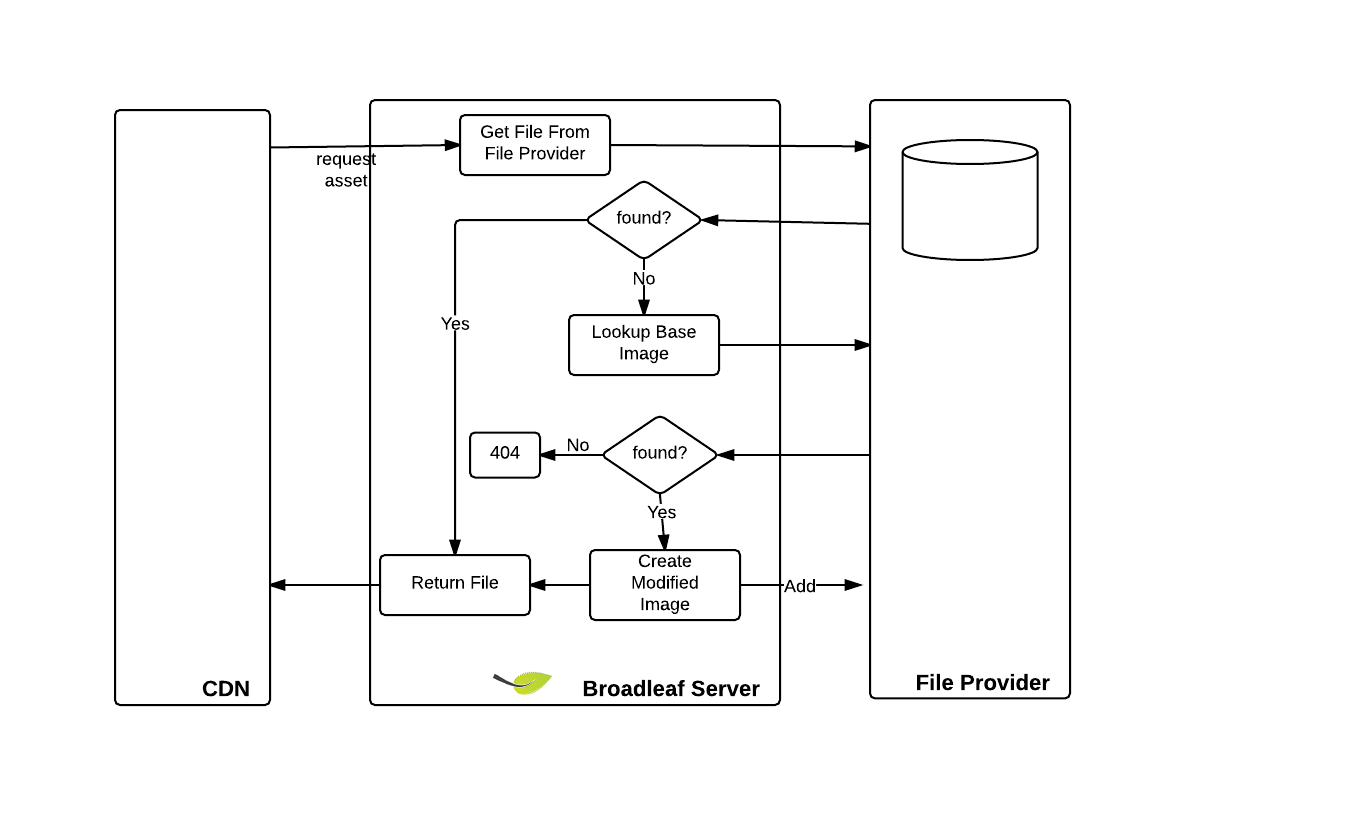 Get File From
File Provider
request
asset
found?
No
Yes
Lookup Base
Image
404
No
found?
Yes
Return File
Create
Modified
Image
Add
CDN
Broadleaf Server
File Provider